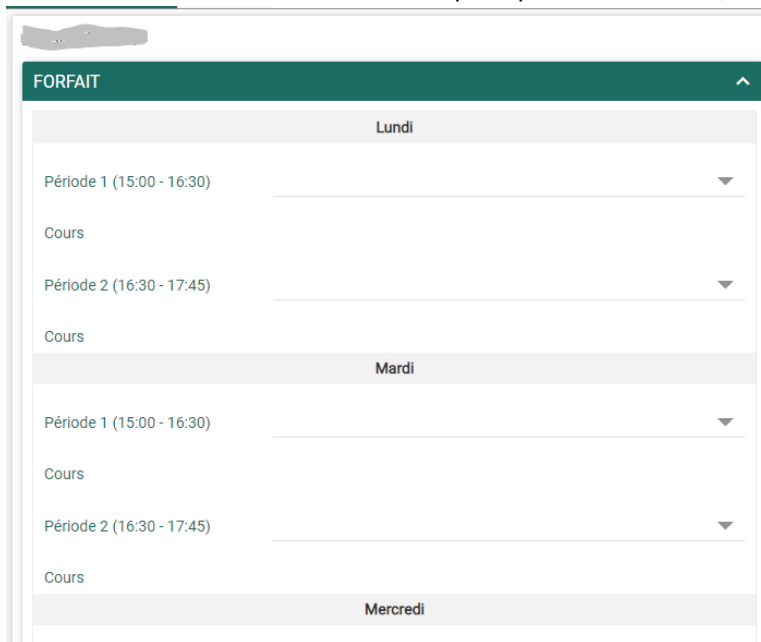 FORFAIT
Lundi
Période 1 (15:00 - 16:30)
Cours
Période 2 (16:30 - 17:45)
Cours
Mardi
Période 1 (15:00 - 16:30)
Cours
Période 2 (16:30 - 17:45)
Cours
Mercredi